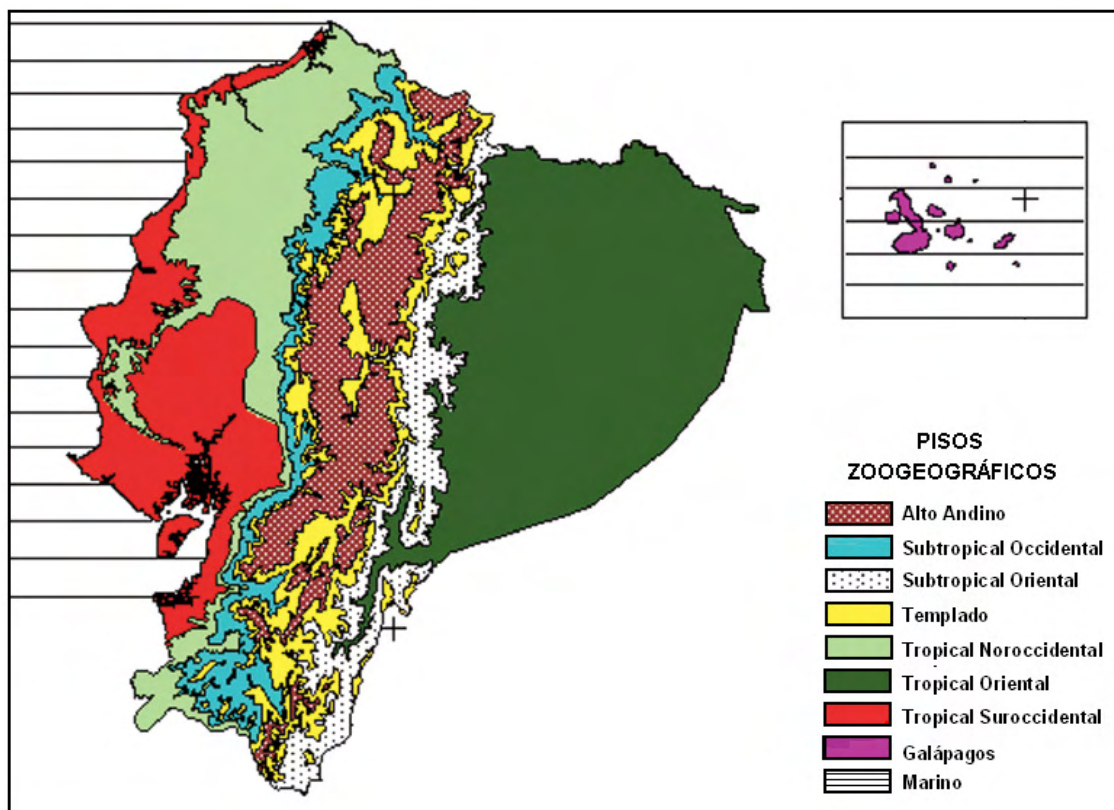 PISOS
ZOOGEOGRÁFICOS
Alto Andino
Subtropical Occidental
Subtropical Oriental
Templado
Tropical Noroccidental
Tropical Oriental
Tropical Suroccidental
Galápagos
Marino